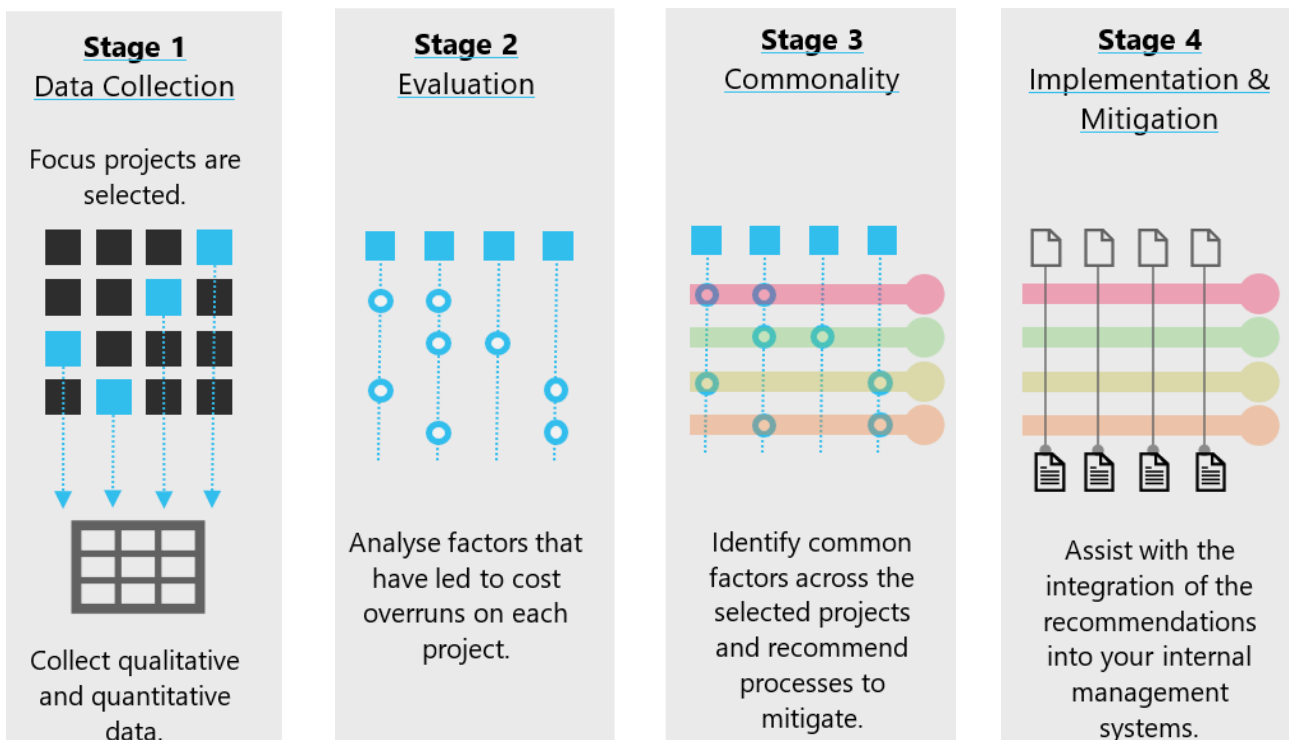 Stage 1
Data Collection
Focus projects are
selected.
Collect qualitative
and quantitative
data.
Stage 2
Evaluation
Analyse factors that
have led to cost
overruns on each
project.
Stage 3
Commonality
Identify common
factors across the
selected projects
and recommend
processes to
mitigate.
Stage 4
Implementation &
Mitigation
Assist with the
integration of the
recommendations
into your internal
management
systems.